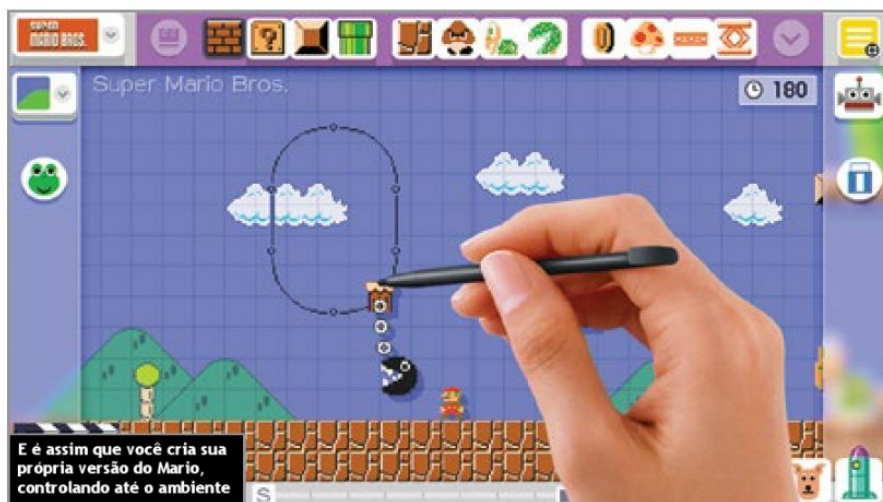 SUPER
MARIO BROS.
Super Mario Bros.
180
E é assim que você cria sua
própria versão do Mario,
controlando até o ambiente
S